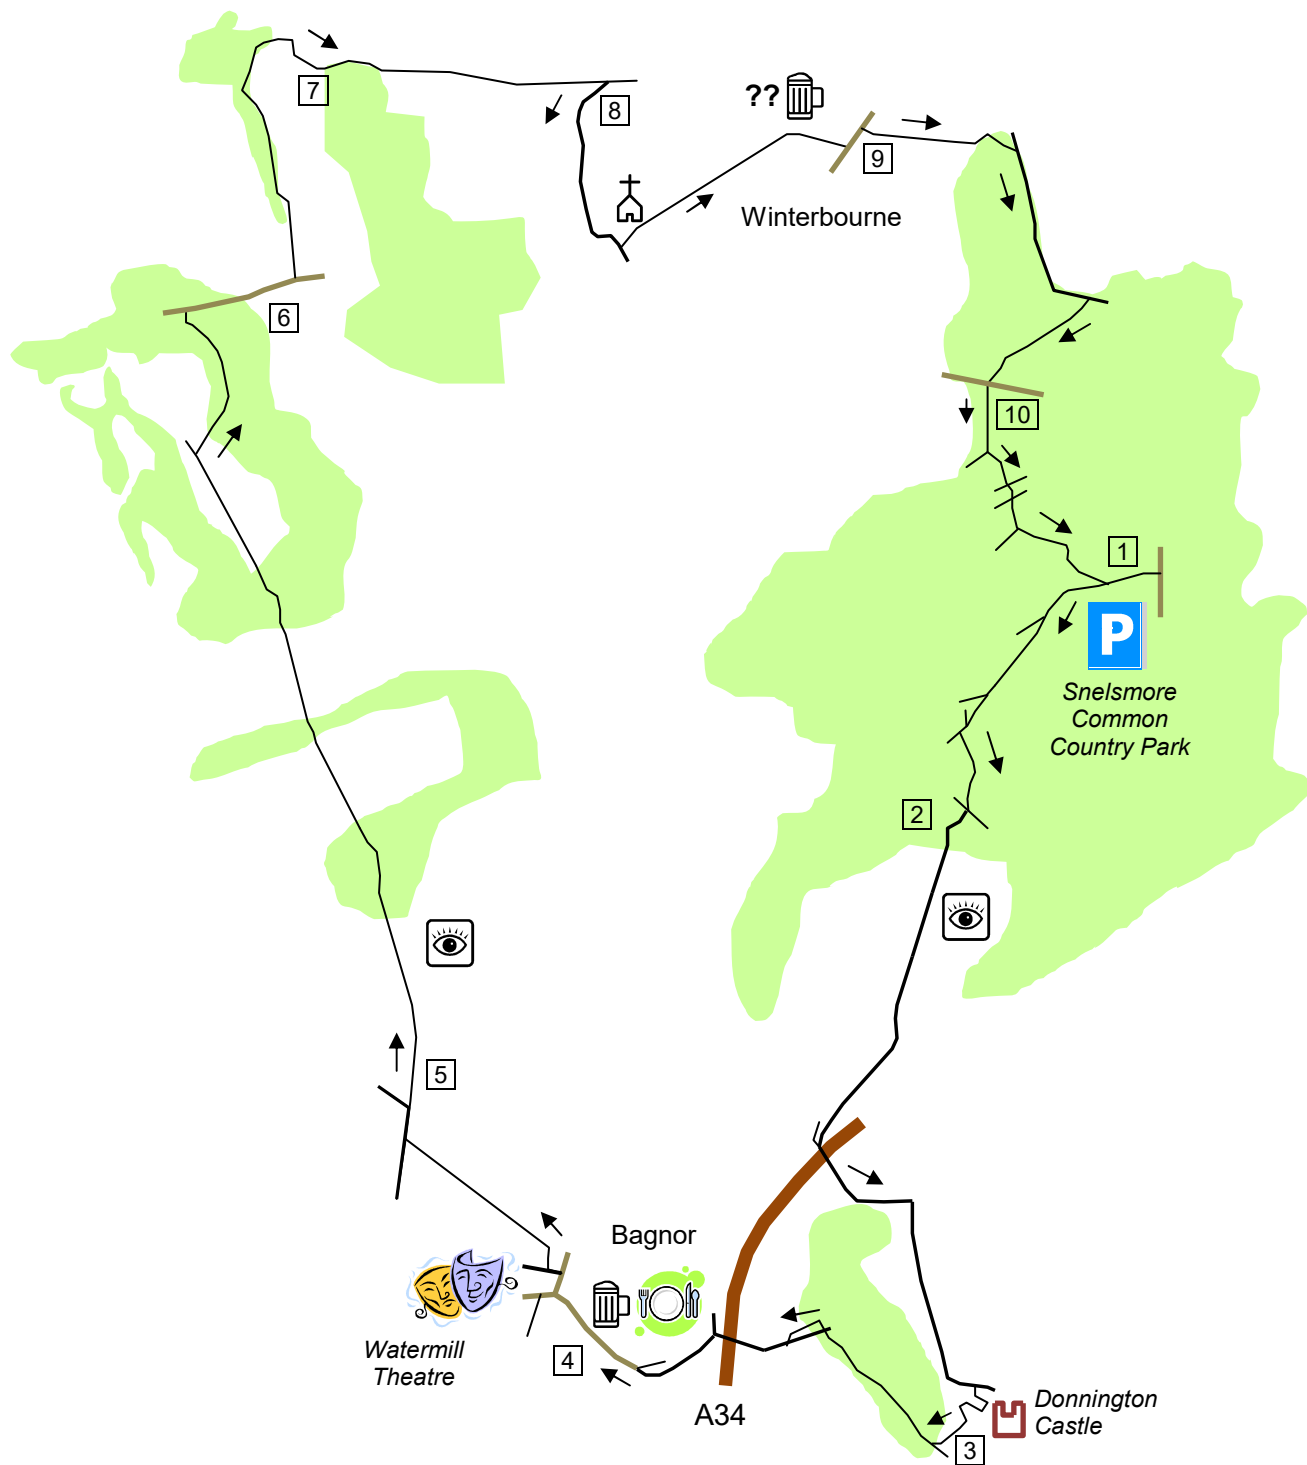 7
8
??
9
Winterbourne
6
10
1
P
Snelsmore
Common
Country Park
2
5
Bagnor
Watermill
Theatre
4
A34
Donnington
Castle
3